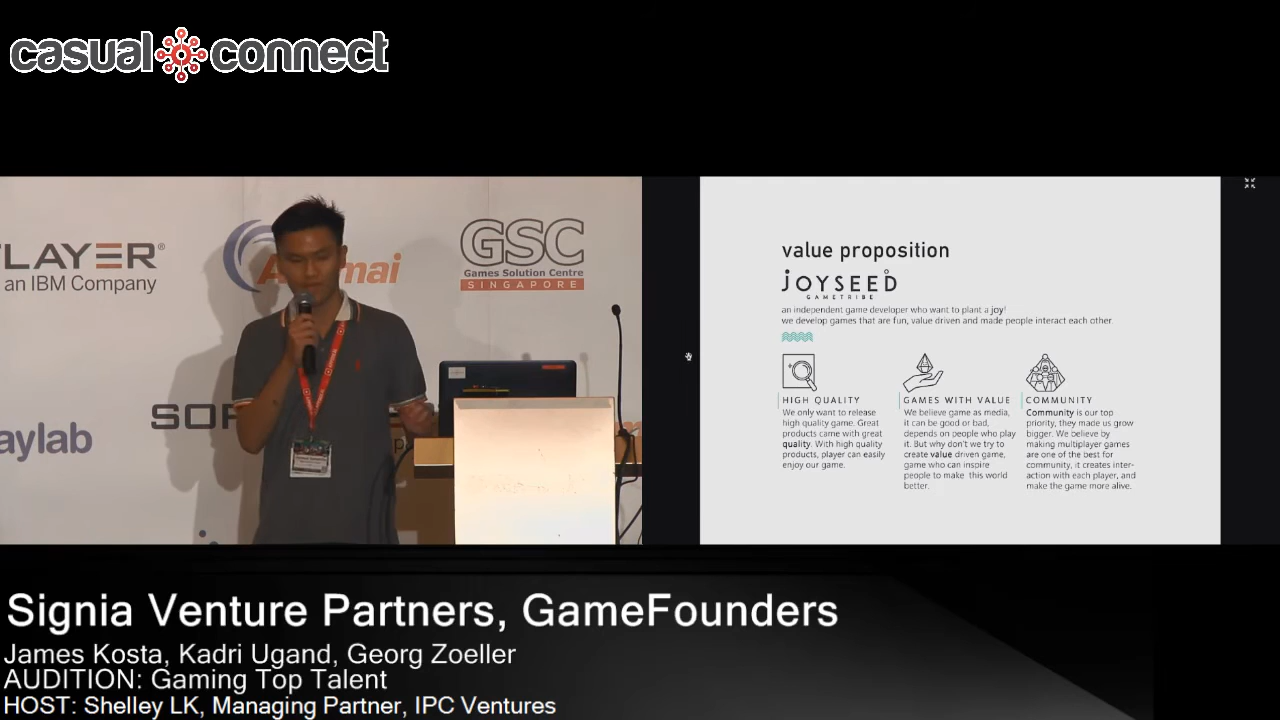 casual connect
LAYER®
an IBM Company
GSC
Games Solution Centre
SINGAPORE
aylab
value proposition
JOYSEED
GAMETRIBE
an independent game developer who want to plant a joy!
we develop games that are fun, value driven and made people interact each other.
HIGH QUALITY
We only want to release
high quality game. Great
products came with great
quality. With high quality
products, player can easily
enjoy our game.
GAMES WITH VALUE
We believe game as media,
it can be good or bad,
depends on people who play
it. But why don't we try to
create value driven game,
game who can inspire
people to make this world
better.
COMMUNITY
Community is our top
priority, they made us grow
bigger. We believe by
making multiplayer games
are one of the best for
community, it creates inter-
action with each player, and
make the game more alive.
Signia Venture Partners, GameFounders
James Kosta, Kadri Ugand, Georg Zoeller
AUDITION: Gaming Top Talent
HOST: Shelley LK, Managing Partner, IPC Ventures